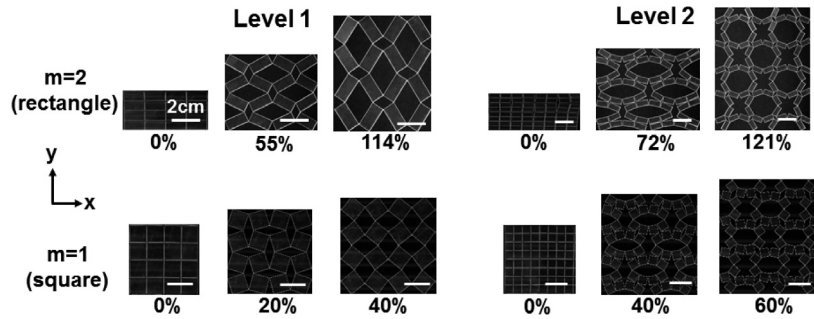 Level 1
Level 2
m=2
(rectangle)
2cm
0%
55%
114%
0%
72%
121%
y
x
m=1
(square)
0%
20%
40%
0%
40%
60%